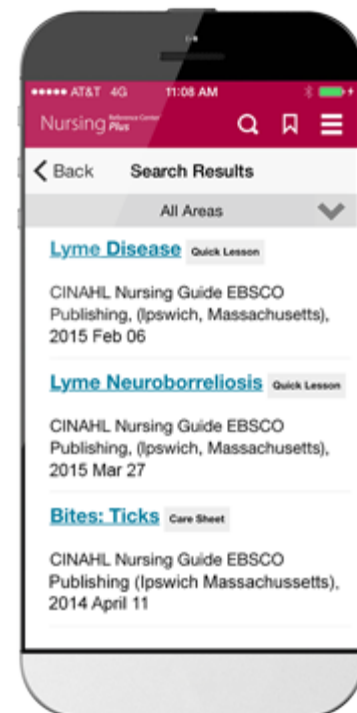 AT&T 4G 11:08 AM
Nursing Reference Center Plus
Back Search Results
All Areas
Lyme Disease Quick Lesson
CINAHL Nursing Guide EBSCO
Publishing, (Ipswich, Massachusetts),
2015 Feb 06
Lyme Neuroborreliosis Quick Lesson
CINAHL Nursing Guide EBSCO
Publishing, (Ipswich, Massachusetts),
2015 Mar 27
Bites: Ticks Care Sheet
CINAHL Nursing Guide EBSCO
Publishing (Ipswich Massachussetts),
2014 April 11